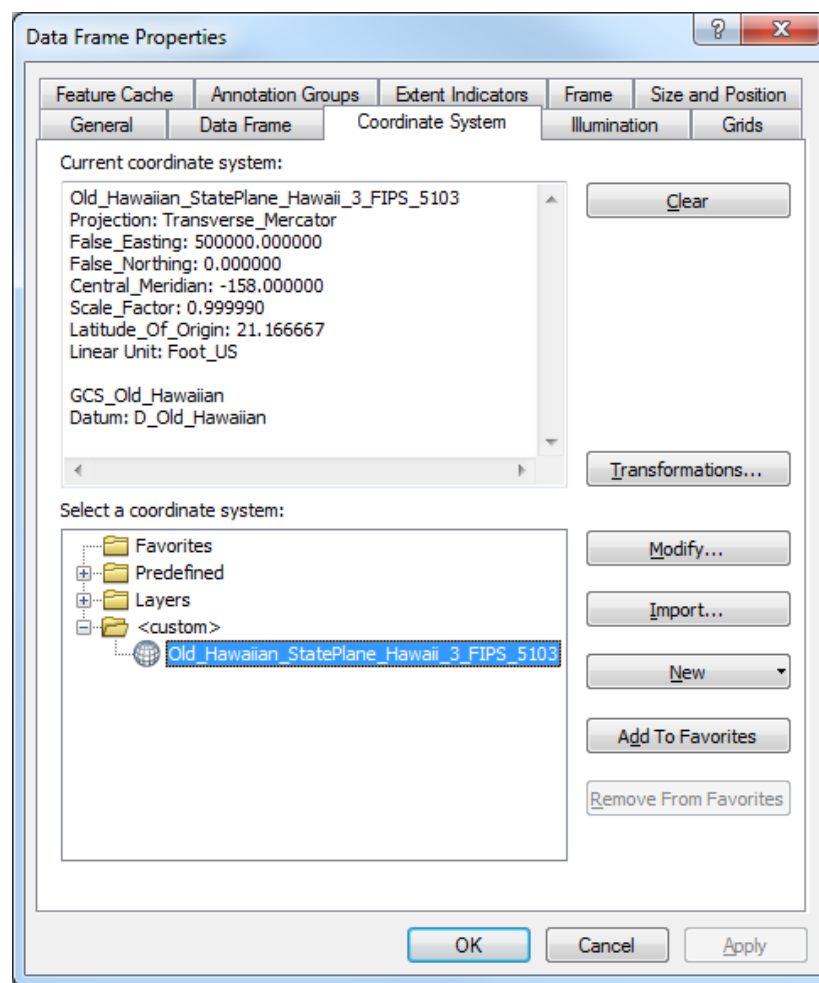 Data Frame Properties
?
Feature Cache
Annotation Groups
Extent Indicators
Frame
Size and Position
General
Data Frame
Coordinate System
Illumination
Grids
Current coordinate system:
Old_Hawaiian_StatePlane_Hawaii_3_FIPS_5103
Projection: Transverse_Mercator
False_Easting: 500000.000000
False_Northing: 0.000000
Central_Meridian: -158.000000
Scale_Factor: 0.999990
Latitude_Of_Origin: 21.166667
Linear Unit: Foot_US
GCS_Old_Hawaiian
Datum: D_Old_Hawaiian
Clear
Transformations...
Select a coordinate system:
Favorites
Predefined
Layers
<custom>
Old_Hawaiian_StatePlane_Hawaii_3_FIPS_5103
Modify...
Import...
New
Add To Favorites
Remove From Favorites
OK
Cancel
Apply